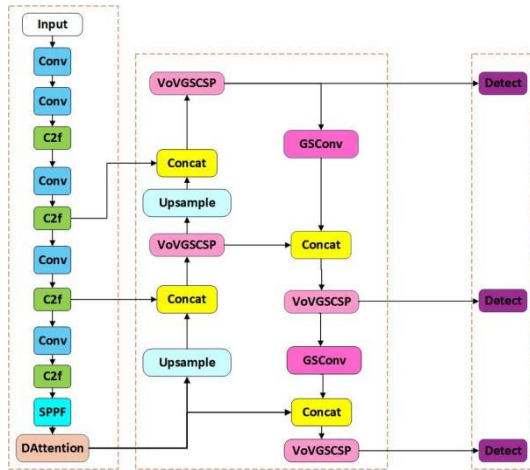 Input
Conv
Conv
C2f
Conv
C2f
Conv
C2f
Conv
C2f
SPPF
DAttention
VoVGSCSP
Concat
Upsample
VoVGSCSP
Concat
Upsample
GSConv
Concat
VoVGSCSP
GSConv
Concat
VoVGSCSP
Detect
Detect
Detect